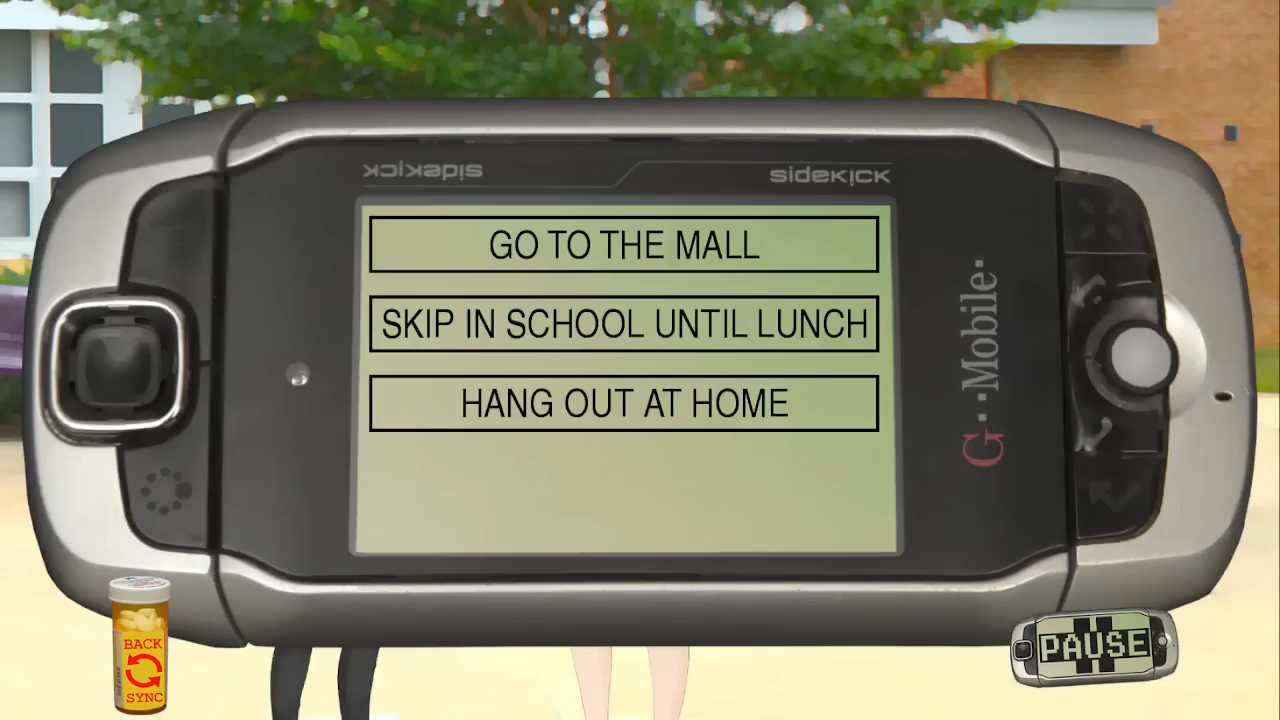 sidekick
sidekick
GO TO THE MALL
SKIP IN SCHOOL UNTIL LUNCH
HANG OUT AT HOME
G··Mobile·
BACK
SYNC
PAUSE